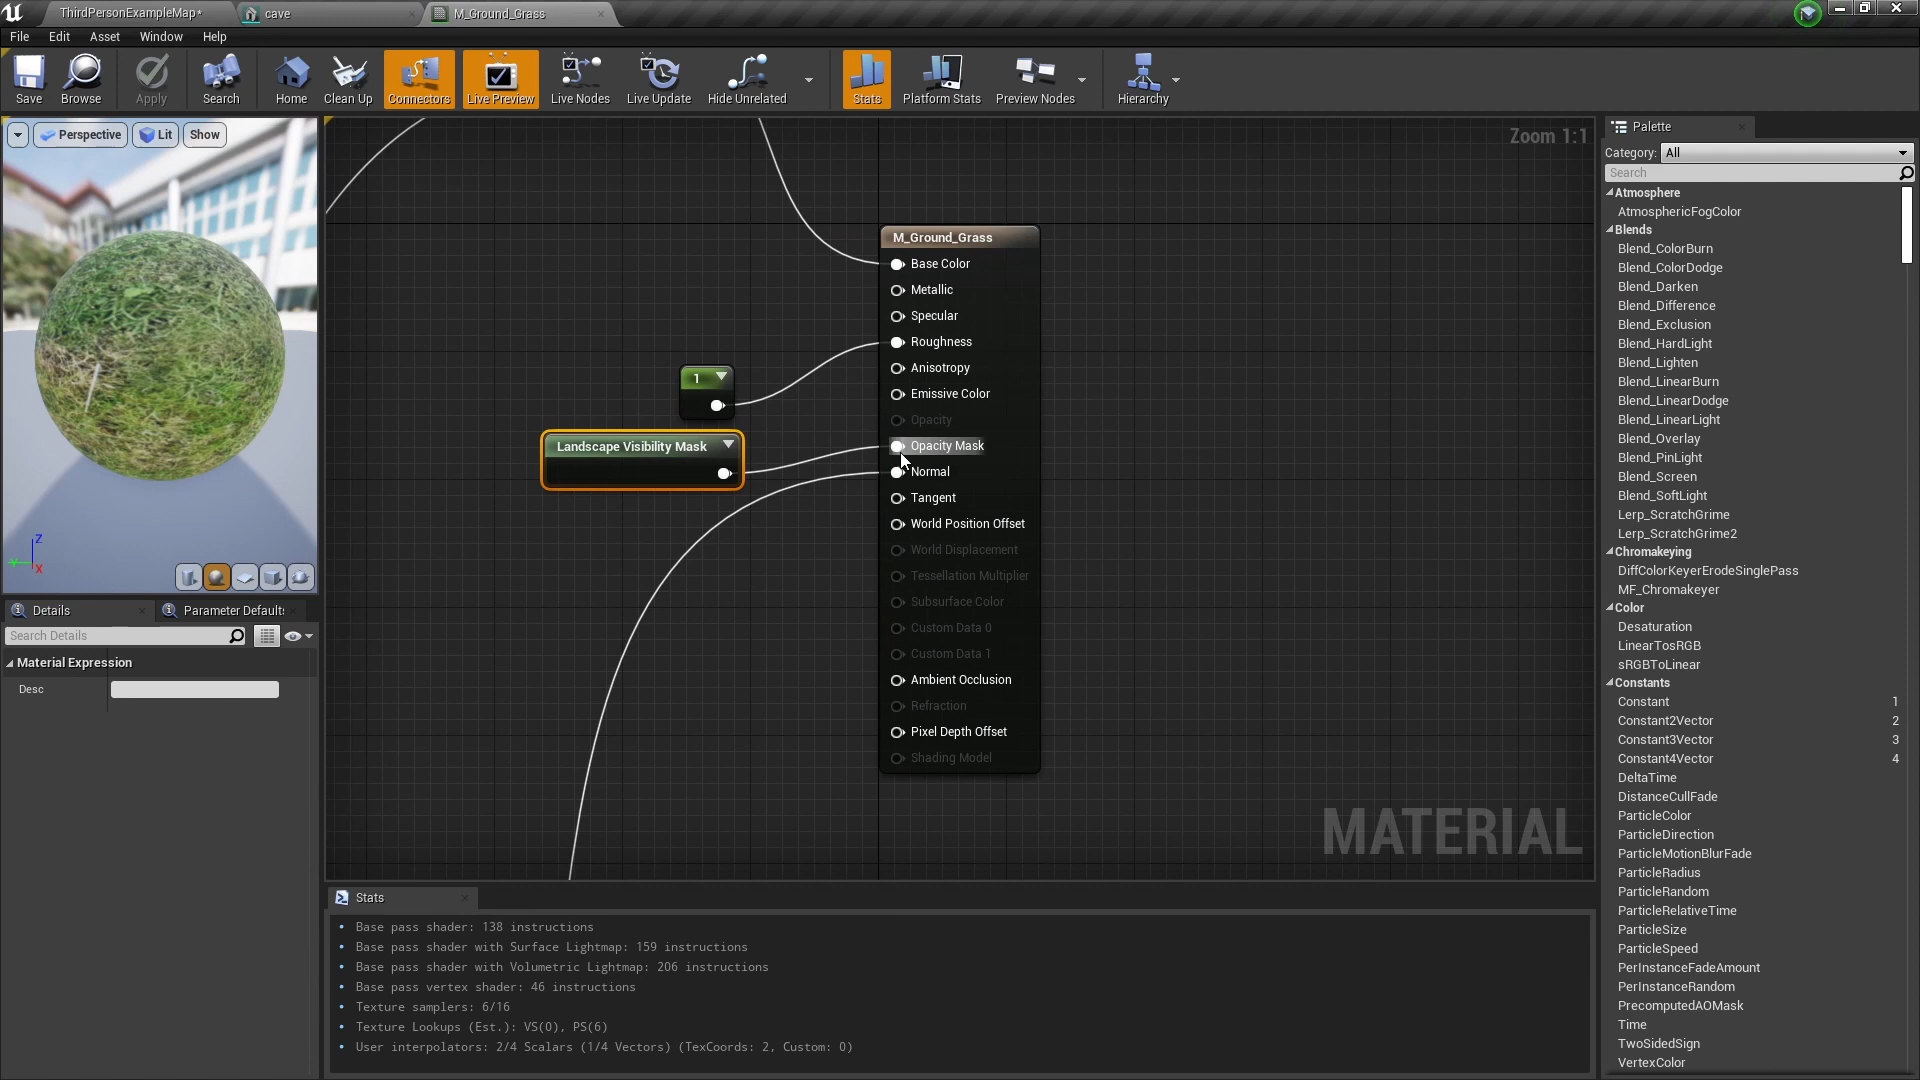 ThirdPersonExampleMap*
cave
M_Ground_Grass
File
Edit
Asset
Window
Help
Save
Browse
Apply
Search
Home
Clean Up
Connectors
Live Preview
Live Nodes
Live Update
Hide Unrelated
Stats
Platform Stats
Preview Nodes
Hierarchy
Perspective
Lit
Show
Z
Y
X
Zoom 1:1
M_Ground_Grass
Base Color
Metallic
Specular
Roughness
Anisotropy
Emissive Color
Opacity
Opacity Mask
Normal
Tangent
World Position Offset
World Displacement
Tessellation Multiplier
Subsurface Color
Custom Data 0
Custom Data 1
Ambient Occlusion
Refraction
Pixel Depth Offset
Shading Model
1
Landscape Visibility Mask
MATERIAL
Details
Parameter Default
Search Details
Material Expression
Desc
Stats
Base pass shader: 138 instructions
Base pass shader with Surface Lightmap: 159 instructions
Base pass shader with Volumetric Lightmap: 206 instructions
Base pass vertex shader: 46 instructions
Texture samplers: 6/16
Texture Lookups (Est.): VS(0), PS(6)
User interpolators: 2/4 Scalars (1/4 Vectors) (TexCoords: 2, Custom: 0)
Palette
Category: All
Search
Atmosphere
AtmosphericFogColor
Blends
Blend_ColorBurn
Blend_ColorDodge
Blend_Darken
Blend_Difference
Blend_Exclusion
Blend_HardLight
Blend_Lighten
Blend_LinearBurn
Blend_LinearDodge
Blend_LinearLight
Blend_Overlay
Blend_PinLight
Blend_Screen
Blend_SoftLight
Lerp_ScratchGrime
Lerp_ScratchGrime2
Chromakeying
DiffColorKeyerErodeSinglePass
MF_Chromakeyer
Color
Desaturation
LinearTosRGB
sRGBToLinear
Constants
Constant 1
Constant2Vector 2
Constant3Vector 3
Constant4Vector 4
DeltaTime
DistanceCullFade
ParticleColor
ParticleDirection
ParticleMotionBlurFade
ParticleRadius
ParticleRandom
ParticleRelativeTime
ParticleSize
ParticleSpeed
PerInstanceFadeAmount
PerInstanceRandom
PrecomputedAOMask
Time
TwoSidedSign
VertexColor